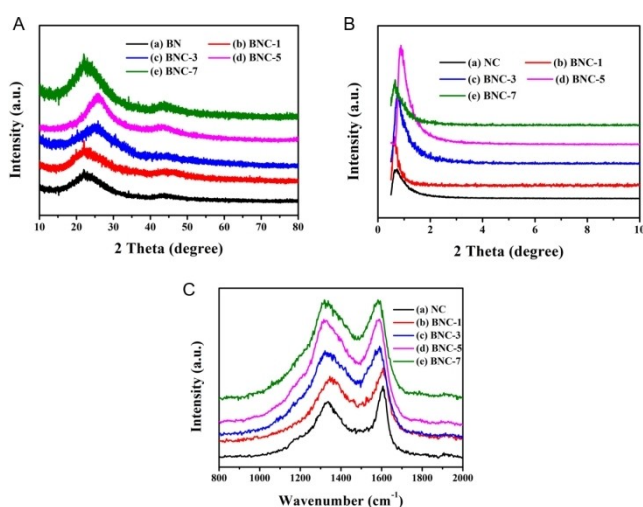 A
(a) BN (b) BNC-1
(c) BNC-3 (d) BNC-5
(e) BNC-7
Intensity (a.u.)
10 20 30 40 50 60 70 80
2 Theta (degree)
B
(a) NC (b) BNC-1
(c) BNC-3 (d) BNC-5
(e) BNC-7
Intensity (a.u.)
0 2 4 6 8 10
2 Theta (degree)
C
(a) NC
(b) BNC-1
(c) BNC-3
(d) BNC-5
(e) BNC-7
Intensity (a.u.)
800 1000 1200 1400 1600 1800 2000
Wavenumber (cm⁻¹)